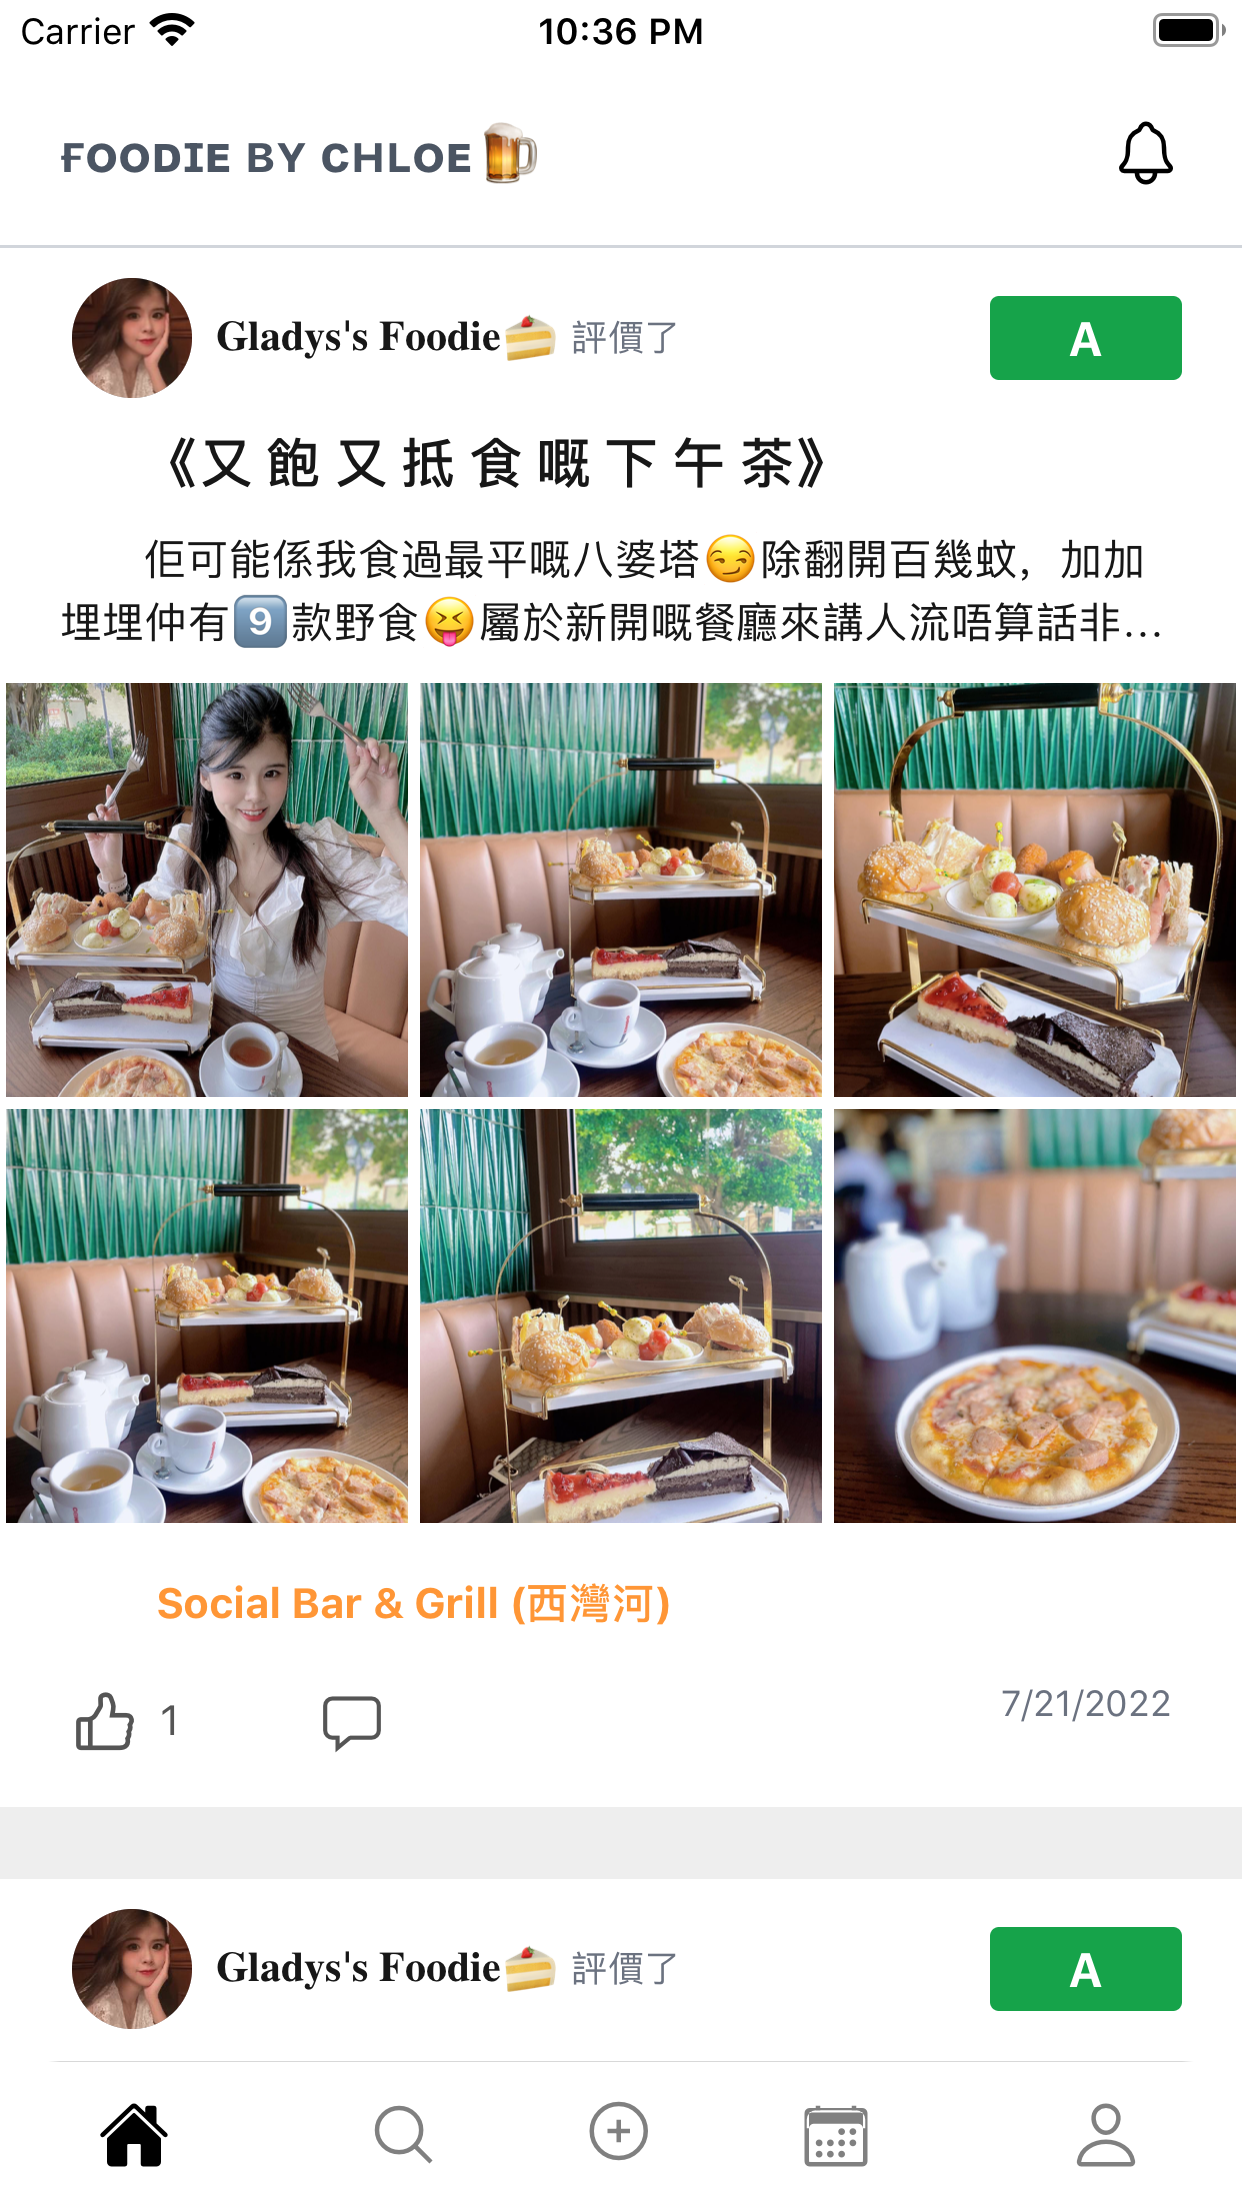 Carrier 10:36 PM
ꜰOODIE BY CHLOE🍺
Gladys's Foodie🍰 評價了
A
《又 飽 又 抵 食 嘅 下 午 茶》
佢可能係我食過最平嘅八婆塔😏除翻開百幾蚊，加加
埋埋仲有9️⃣款野食😝屬於新開嘅餐廳來講人流唔算話非...
Social Bar & Grill (西灣河)
1
7/21/2022
Gladys's Foodie🍰 評價了
A